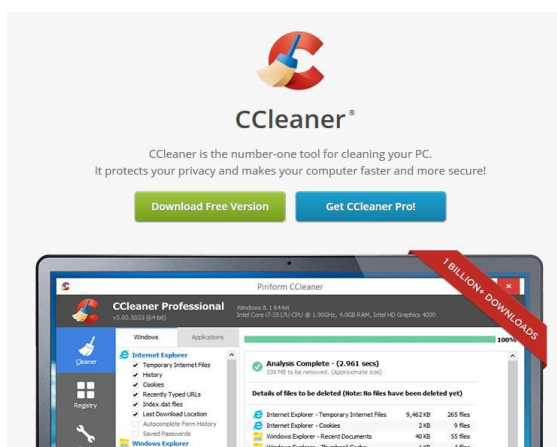 CCleaner®
CCleaner is the number-one tool for cleaning your PC.
It protects your privacy and makes your computer faster and more secure!
Download Free Version
Get CCleaner Pro!
1 BILLION+ DOWNLOADS
Piriform CCleaner
CCleaner Professional
v5.00.5033 (64-bit)
Windows 8.1 64-bit
Intel Core i7-3517U CPU @ 1.90GHz, 4.0GB RAM, Intel HD Graphics 4000
Cleaner
Registry
Windows
Applications
Internet Explorer
Temporary Internet Files
History
Cookies
Recently Typed URLs
Index.dat files
Last Download Location
Autocomplete Form History
Saved Passwords
Windows Explorer
100%
Analysis Complete - (2.961 secs)
339 MB to be removed. (Approximate size)
Details of files to be deleted (Note: No files have been deleted yet)
Internet Explorer - Temporary Internet Files 9,462 KB 265 files
Internet Explorer - Cookies 2 KB 9 files
Windows Explorer - Recent Documents 40 KB 55 files